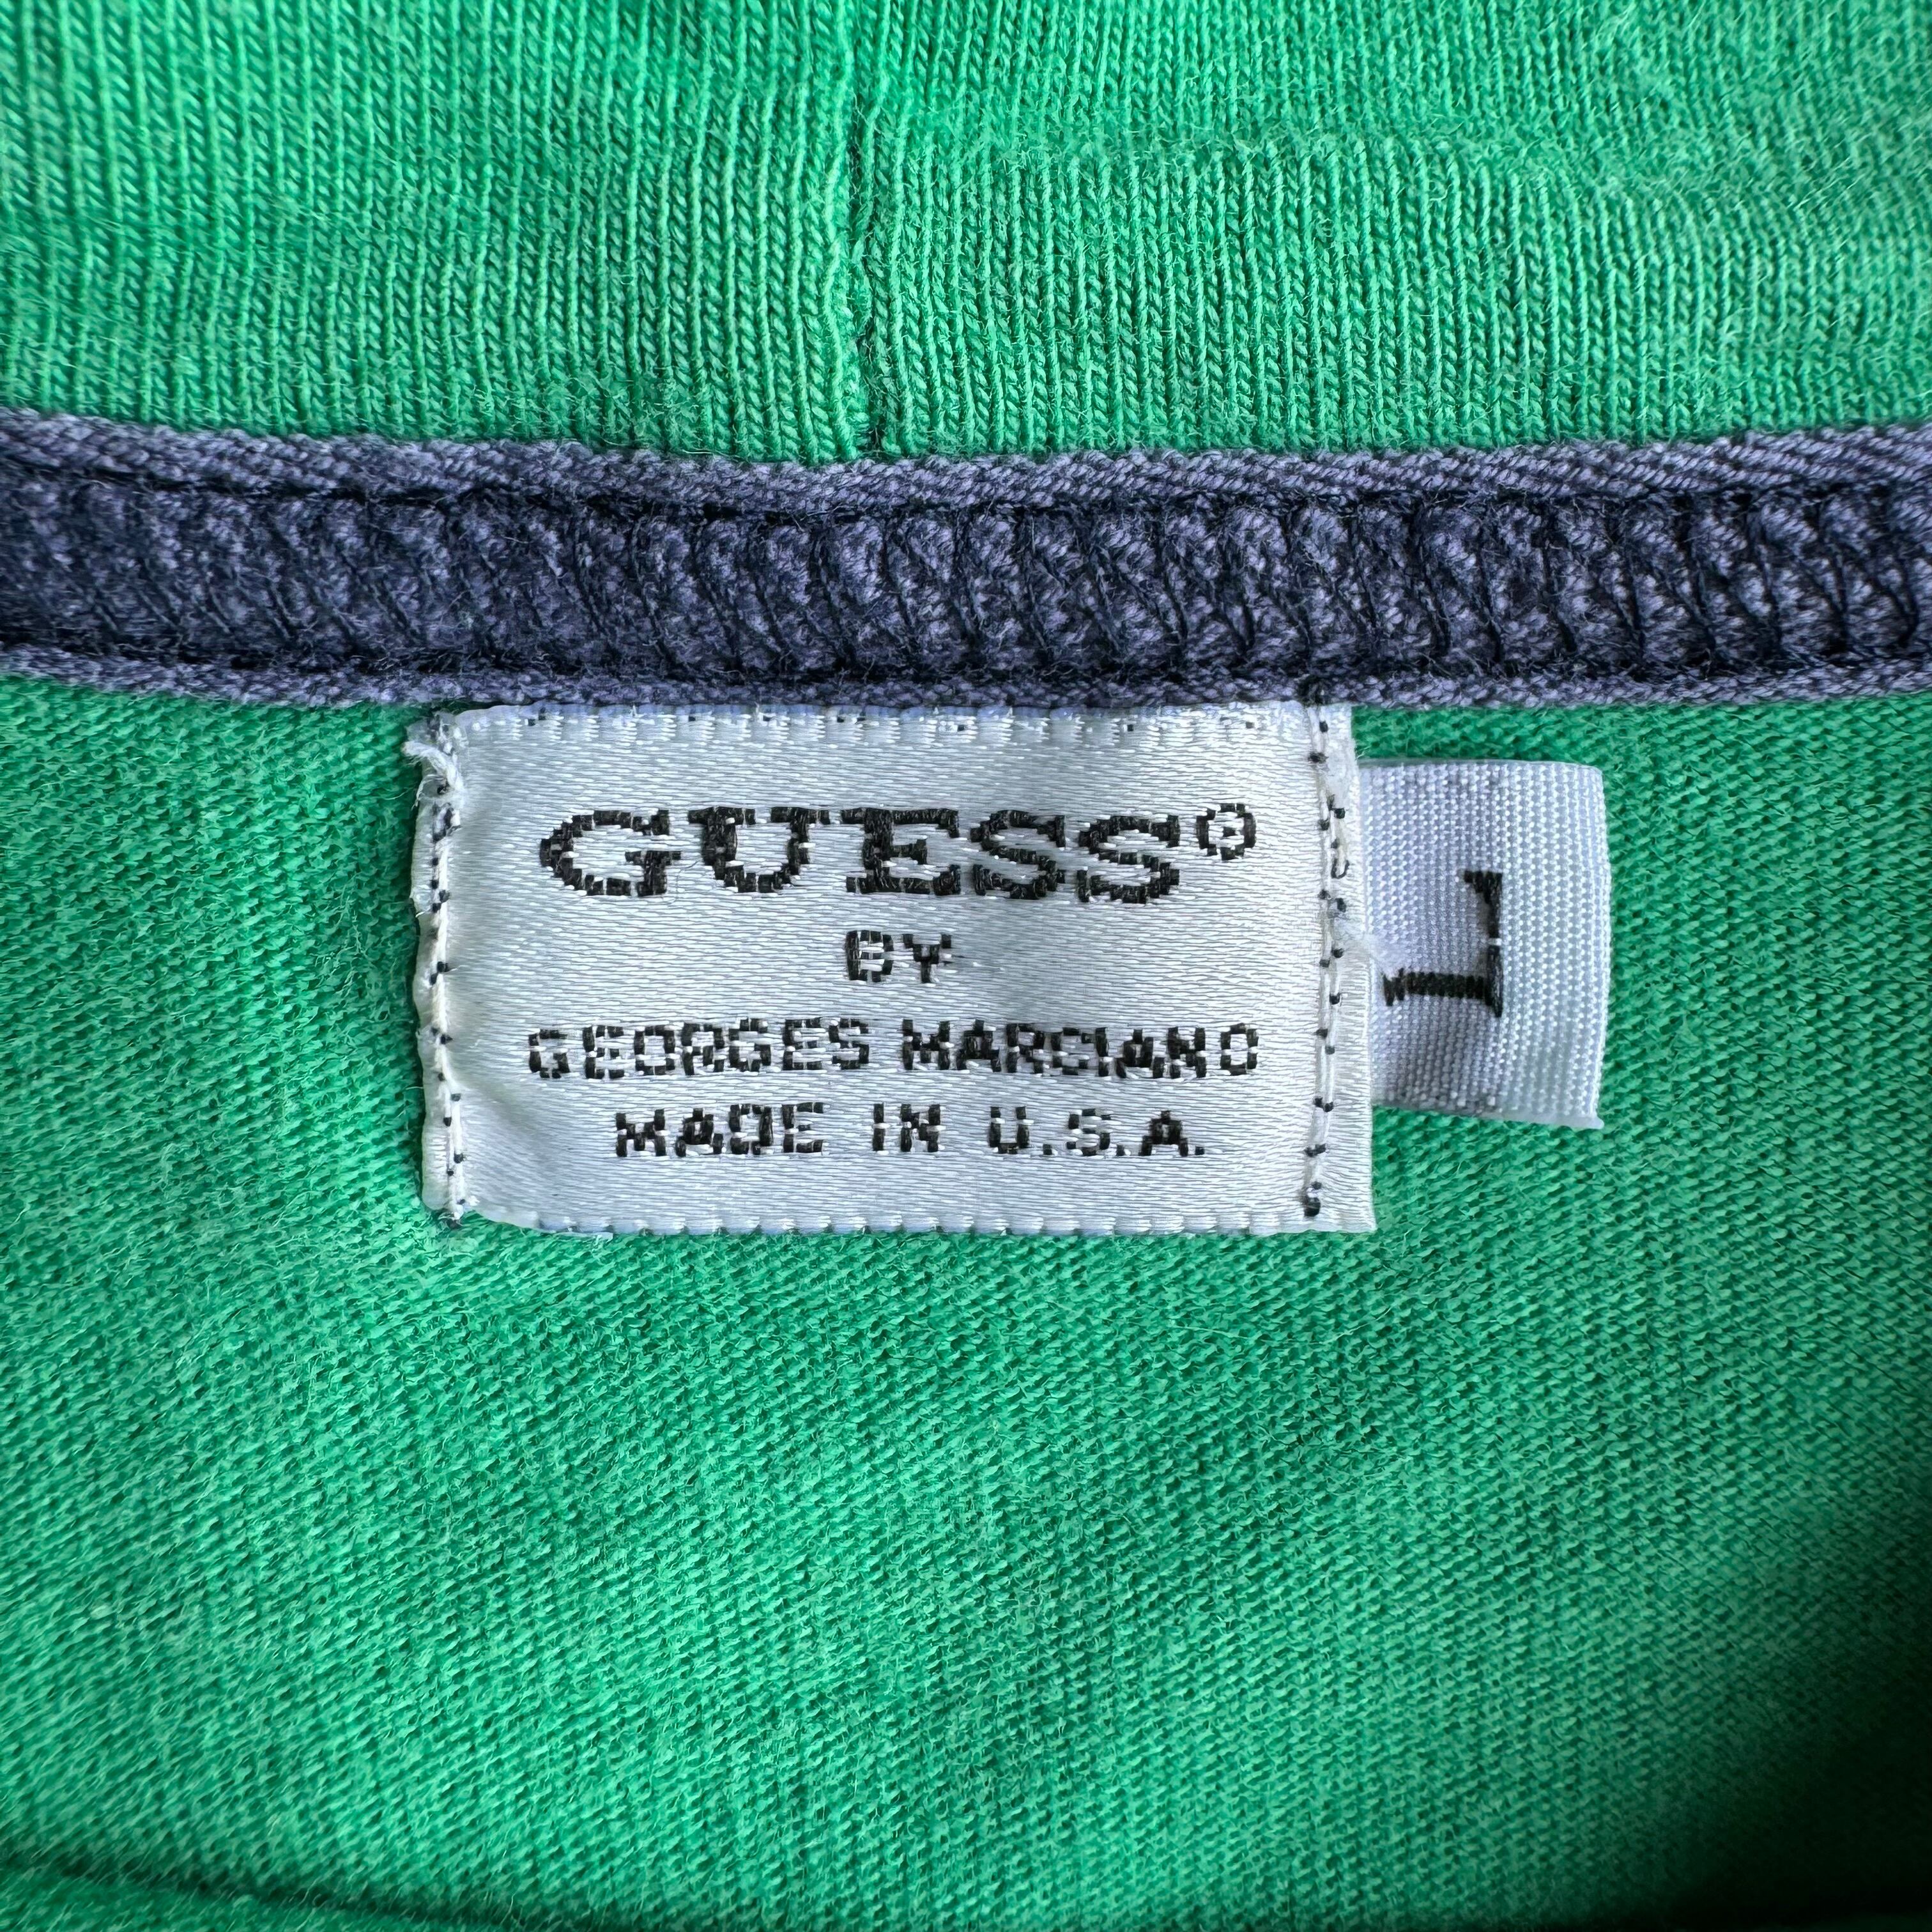 GUESS®
BY
GEORGES MARCIANO
MADE IN U.S.A.
L